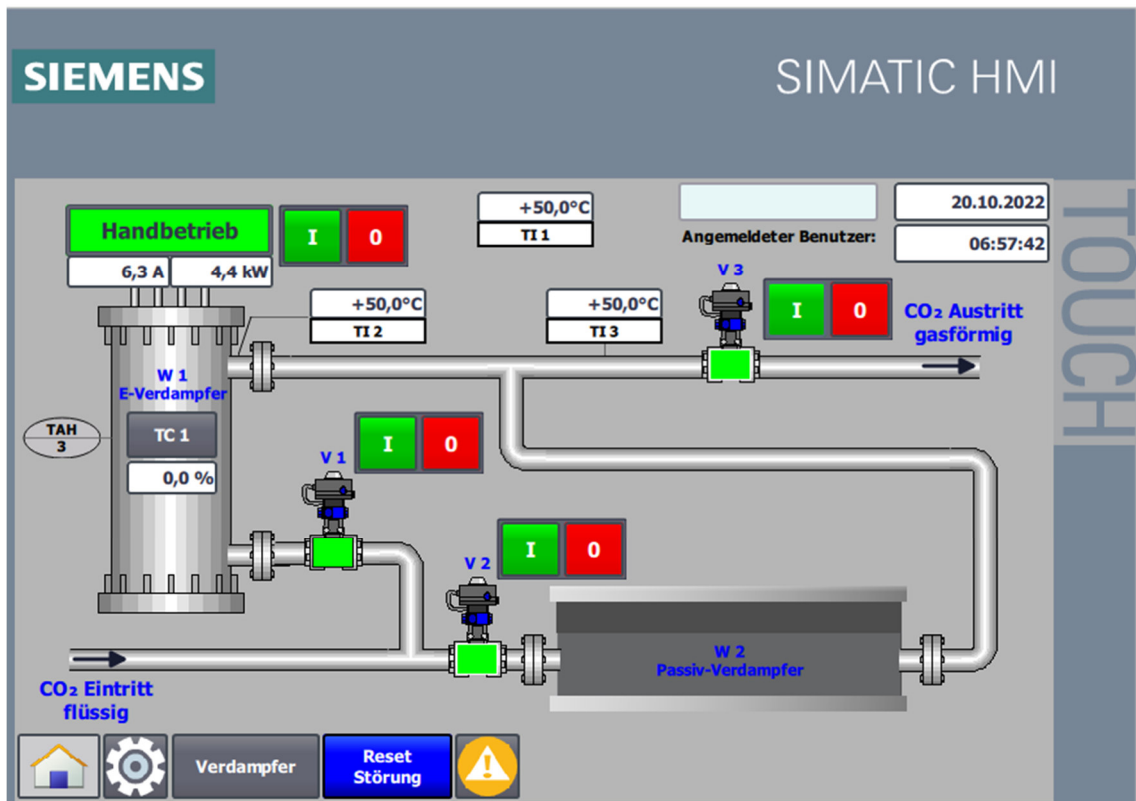 SIEMENS
SIMATIC HMI
TOUCH
Handbetrieb
I
0
6,3 A
4,4 kW
+50,0°C
TI 1
Angemeldeter Benutzer:
20.10.2022
06:57:42
+50,0°C
TI 2
+50,0°C
TI 3
V 3
I
0
CO₂ Austritt
gasförmig
W 1
E-Verdampfer
TAH
3
TC 1
0,0 %
V 1
I
0
V 2
I
0
W 2
Passiv-Verdampfer
CO₂ Eintritt
flüssig
Verdampfer
Reset
Störung